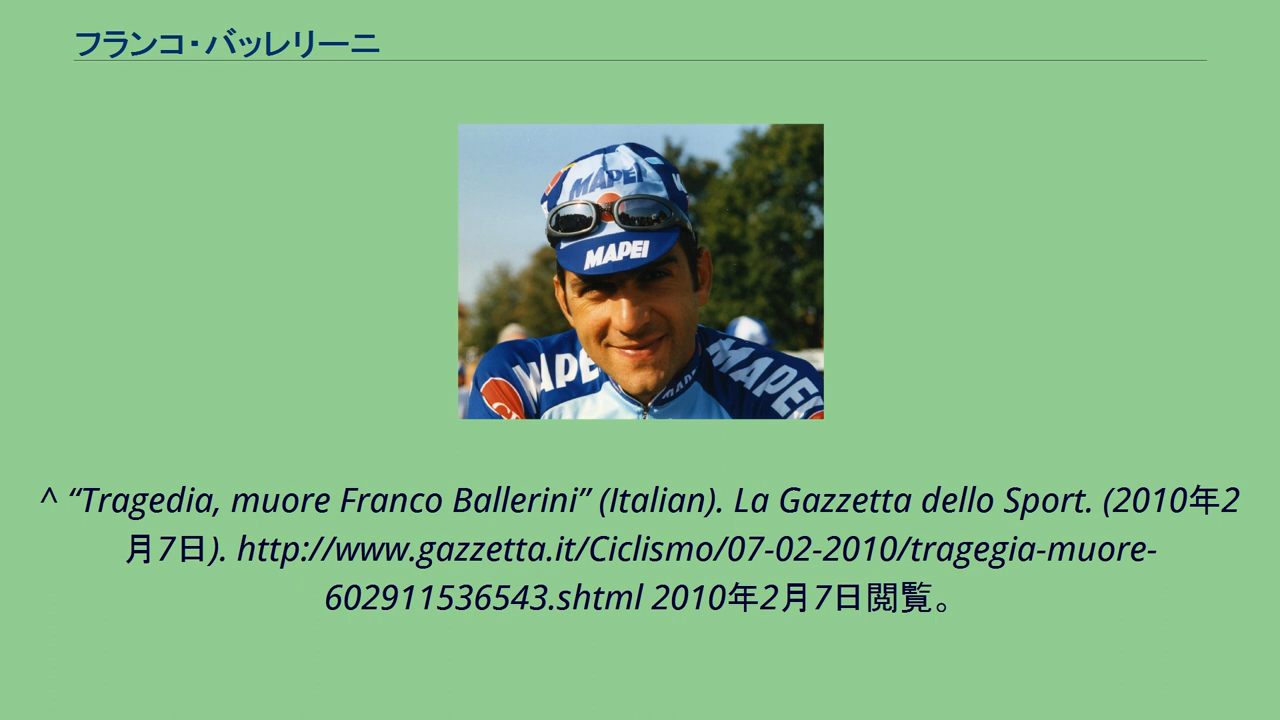 フランコ・バッレリーニ
MAPEI
MAPEI
MAPE
MAPEI
MAPEI
^ “Tragedia, muore Franco Ballerini” (Italian). La Gazzetta dello Sport. (2010年2
月7日). http://www.gazzetta.it/Ciclismo/07-02-2010/tragegia-muore-
602911536543.shtml 2010年2月7日閲覧。